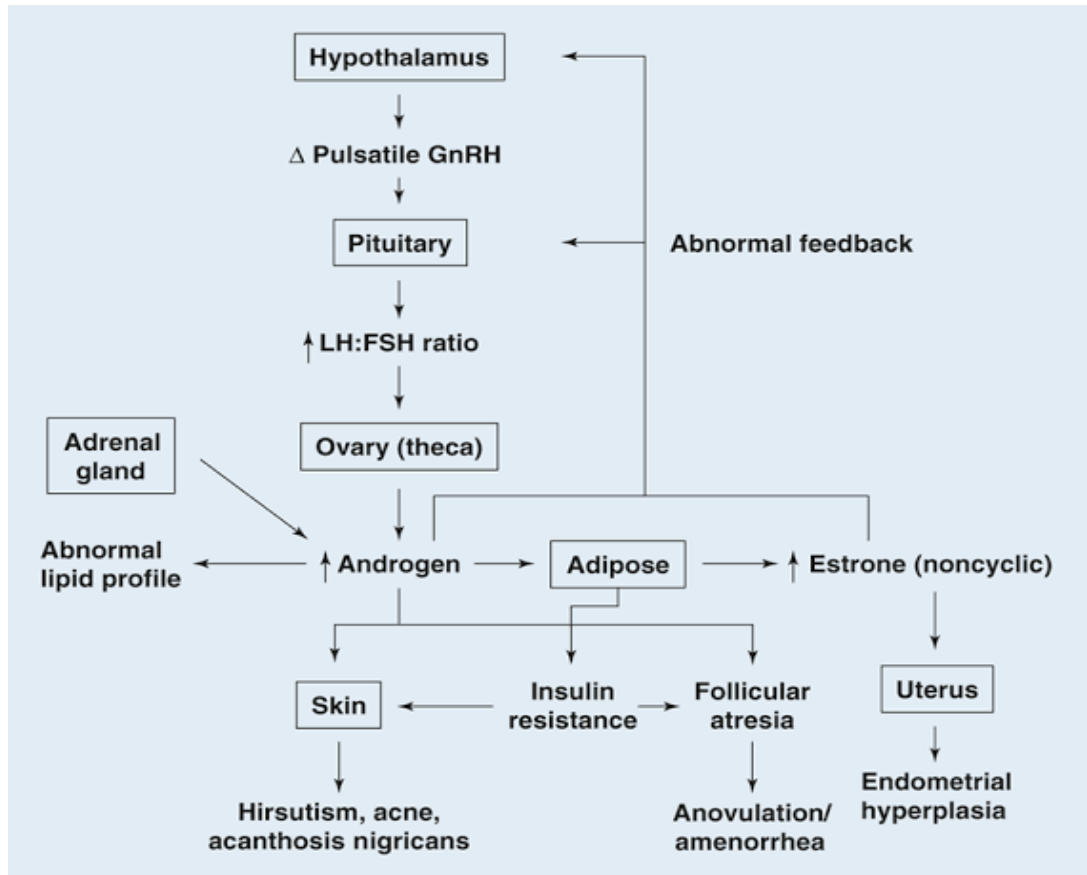 Hypothalamus
Δ Pulsatile GnRH
Pituitary
Abnormal feedback
LH:FSH ratio
Ovary (theca)
Adrenal
gland
Abnormal
lipid profile
Androgen
Adipose
Estrone (noncyclic)
Skin
Insulin
resistance
Follicular
atresia
Uterus
Hirsutism, acne,
acanthosis nigricans
Anovulation/
amenorrhea
Endometrial
hyperplasia